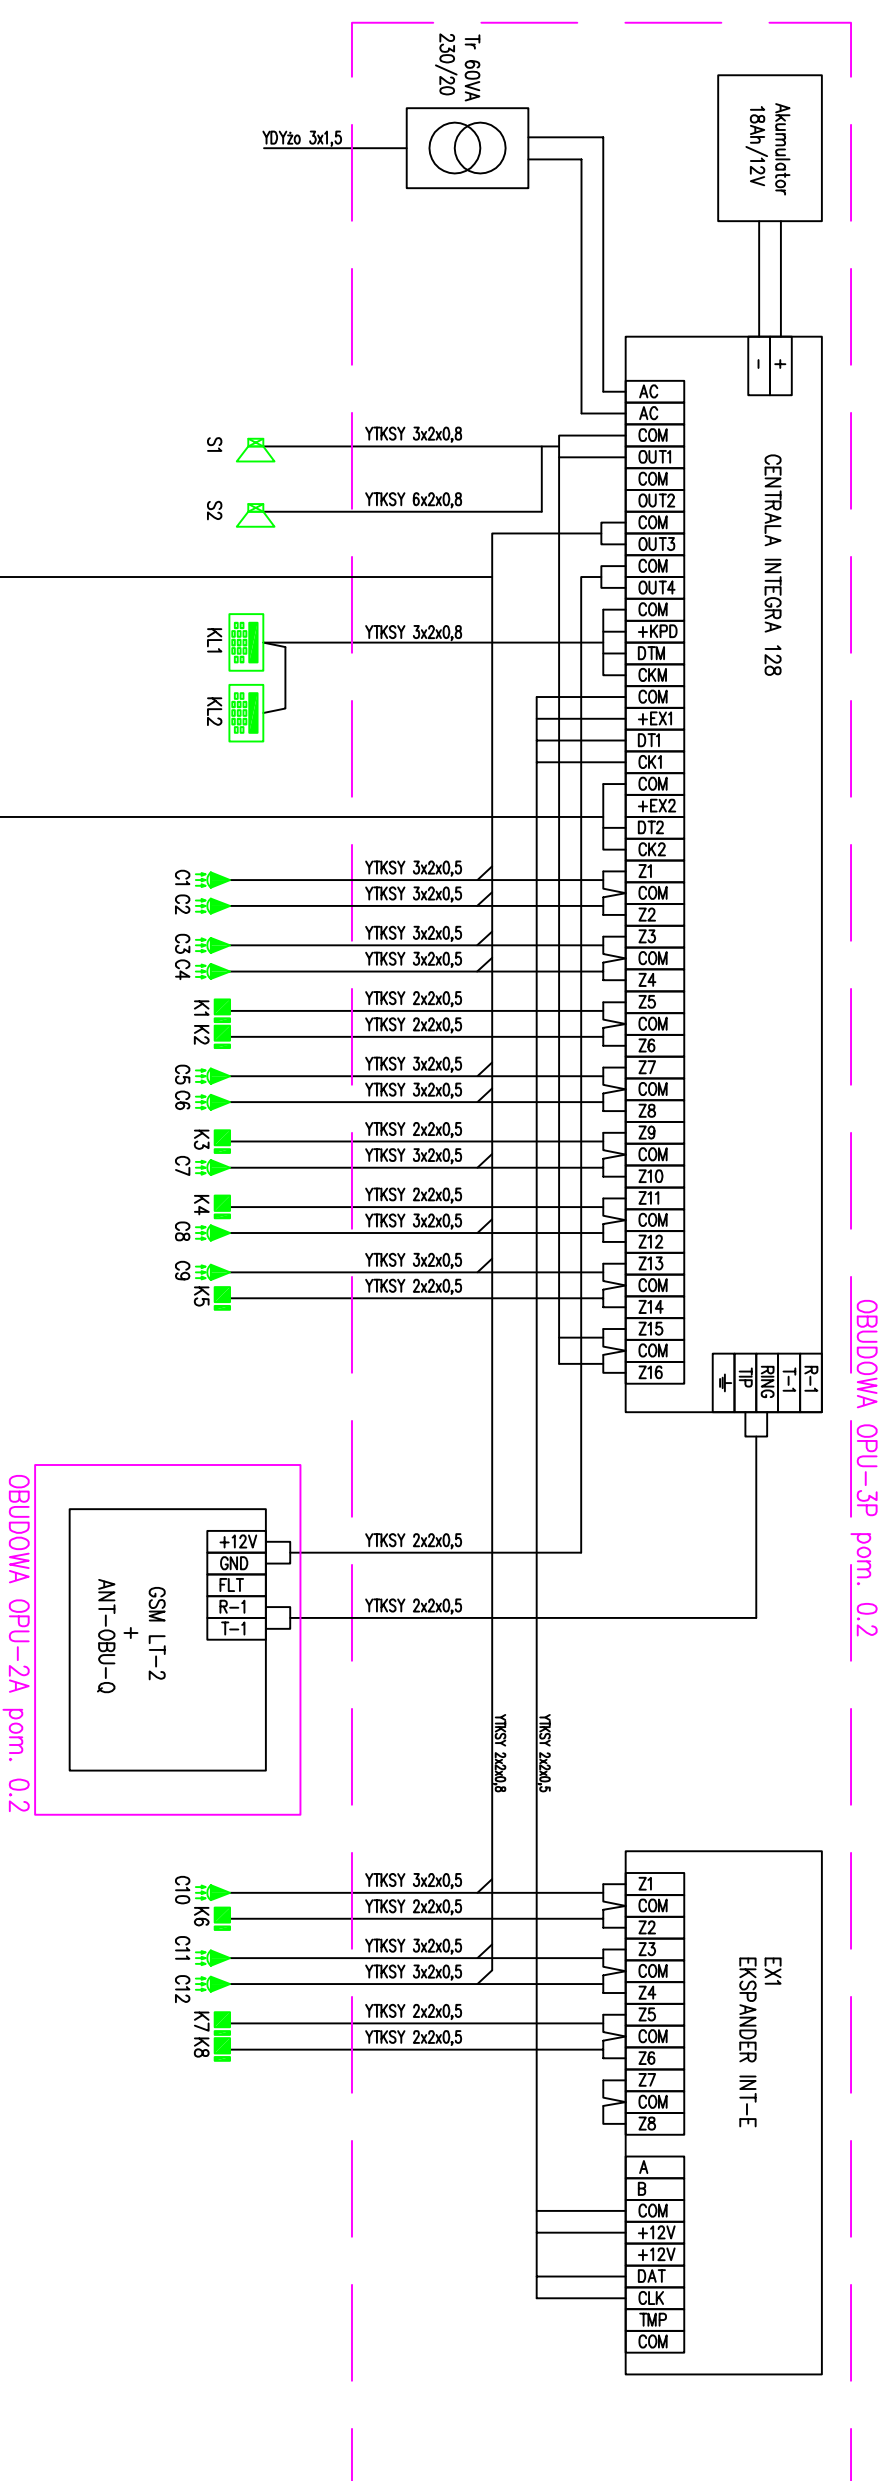 Tr 60VA
230/20
Akumulator
18Ah/12V
YDYżo 3x1,5
+
-
CENTRALA INTEGRA 128
AC
AC
COM
OUT1
COM
OUT2
COM
OUT3
COM
OUT4
COM
+KPD
DTM
CKM
COM
+EX1
DT1
CK1
COM
+EX2
DT2
CK2
Z1
COM
Z2
Z3
COM
Z4
Z5
COM
Z6
Z7
COM
Z8
Z9
COM
Z10
Z11
COM
Z12
Z13
COM
Z14
Z15
COM
Z16
R-1
T-1
RING
TIP
S1
YTKSY 3x2x0,8
S2
YTKSY 6x2x0,8
KL1
YTKSY 3x2x0,8
KL2
C1
YTKSY 3x2x0,5
C2
YTKSY 3x2x0,5
C3
YTKSY 3x2x0,5
C4
YTKSY 3x2x0,5
K1
YTKSY 2x2x0,5
K2
YTKSY 2x2x0,5
C5
YTKSY 3x2x0,5
C6
YTKSY 3x2x0,5
K3
YTKSY 2x2x0,5
C7
YTKSY 3x2x0,5
K4
YTKSY 2x2x0,5
C8
YTKSY 3x2x0,5
C9
YTKSY 3x2x0,5
K5
YTKSY 2x2x0,5
OBUDOWA OPU-3P pom. 0.2
YTKSY 2x2x0,5
YTKSY 2x2x0,5
+12V
GND
FLT
R-1
T-1
GSM LT-2
+
ANT-OBU-Q
OBUDOWA OPU-2A pom. 0.2
YTKSY 2x2x0,5
YTKSY 2x2x0,8
C10
YTKSY 3x2x0,5
K6
YTKSY 2x2x0,5
C11
YTKSY 3x2x0,5
C12
YTKSY 3x2x0,5
K7
YTKSY 2x2x0,5
K8
YTKSY 2x2x0,5
EX1
EKSPANDER INT-E
Z1
COM
Z2
Z3
COM
Z4
Z5
COM
Z6
Z7
COM
Z8
A
B
COM
+12V
+12V
DAT
CLK
TMP
COM